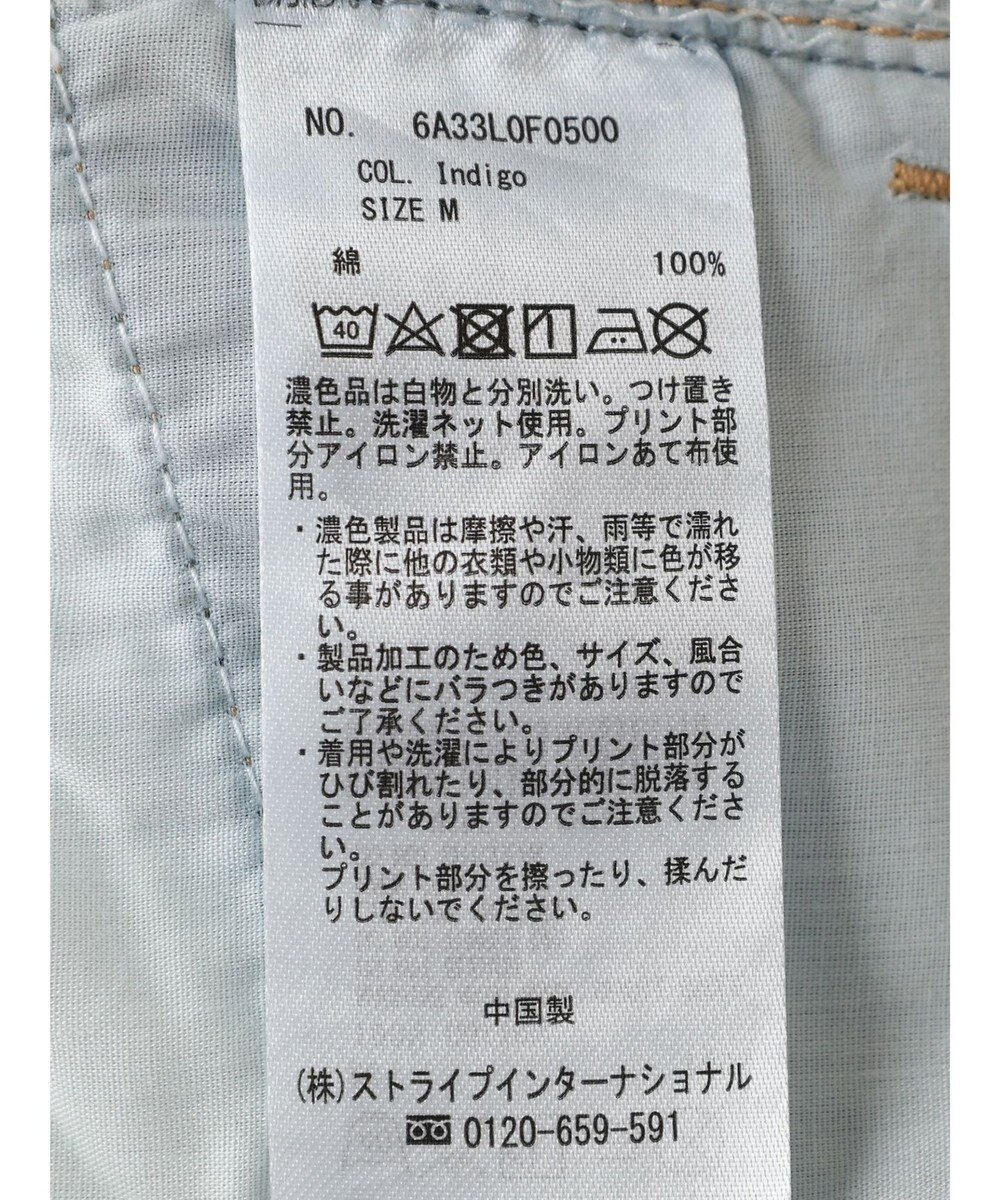 NO. 6A33L0F0500
COL. Indigo
SIZE M
綿 100%
40
濃色品は白物と分別洗い。つけ置き
禁止。洗濯ネット使用。プリント部
分アイロン禁止。アイロンあて布使
用。
・濃色製品は摩擦や汗、雨等で濡れ
た際に他の衣類や小物類に色が移
る事がありますのでご注意くださ
い。
・製品加工のため色、サイズ、風合
いなどにバラつきがありますので
ご了承ください。
・着用や洗濯によりプリント部分が
ひび割れたり、部分的に脱落する
ことがありますのでご注意くださ
い。
プリント部分を擦ったり、揉んだ
りしないでください。
中国製
(株)ストライプインターナショナル
0120-659-591